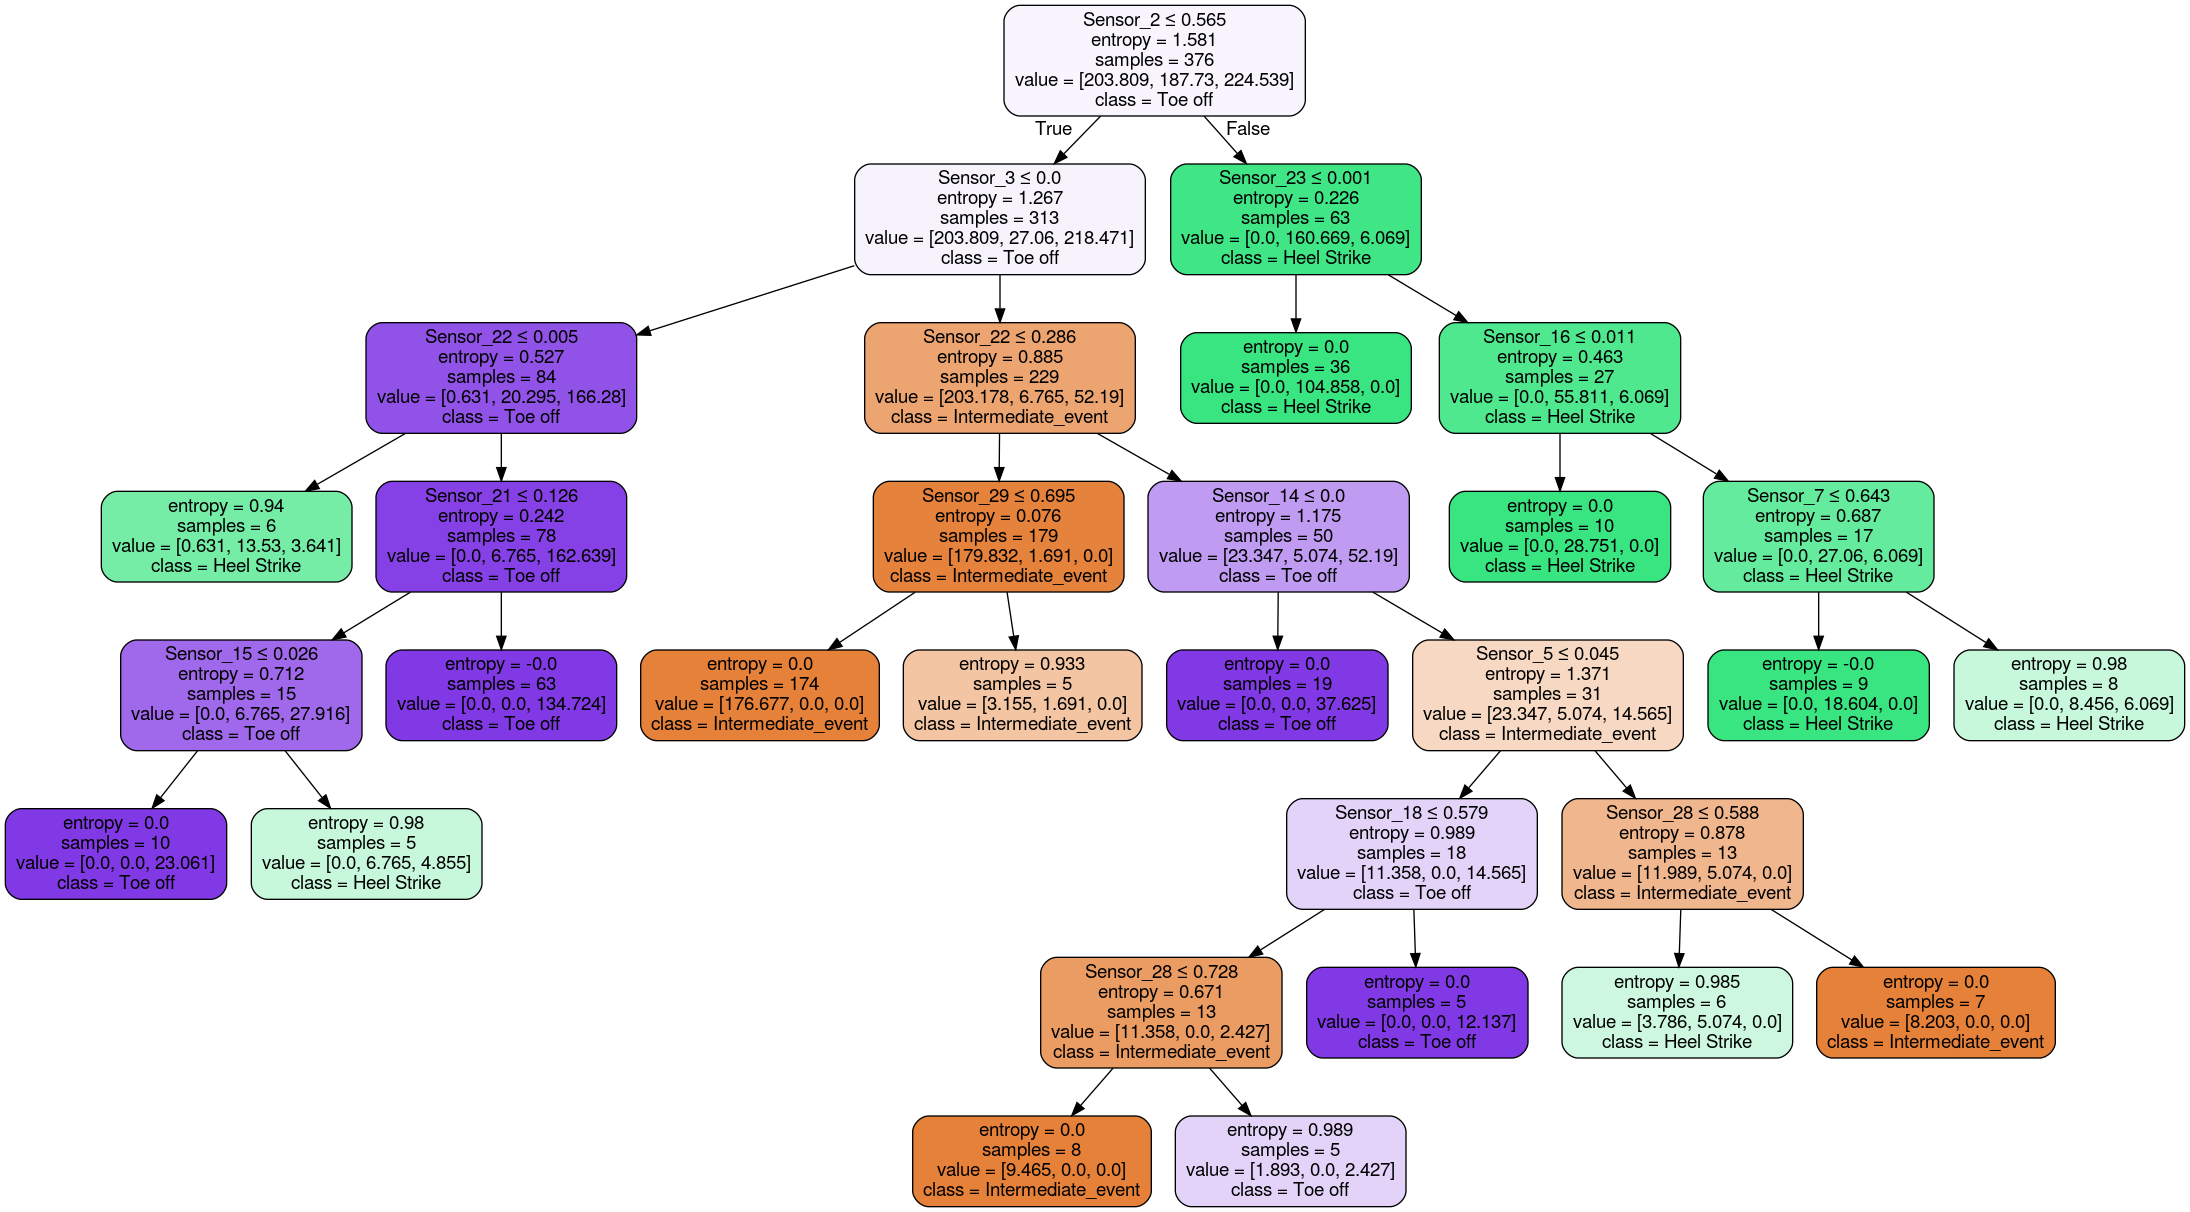 Sensor_2 ≤ 0.565
entropy = 1.581
samples = 376
value = [203.809, 187.73, 224.539]
class = Toe off
True
False
Sensor_3 ≤ 0.0
entropy = 1.267
samples = 313
value = [203.809, 27.06, 218.471]
class = Toe off
Sensor_23 ≤ 0.001
entropy = 0.226
samples = 63
value = [0.0, 160.669, 6.069]
class = Heel Strike
Sensor_22 ≤ 0.005
entropy = 0.527
samples = 84
value = [0.631, 20.295, 166.28]
class = Toe off
Sensor_22 ≤ 0.286
entropy = 0.885
samples = 229
value = [203.178, 6.765, 52.19]
class = Intermediate_event
entropy = 0.0
samples = 36
value = [0.0, 104.858, 0.0]
class = Heel Strike
Sensor_16 ≤ 0.011
entropy = 0.463
samples = 27
value = [0.0, 55.811, 6.069]
class = Heel Strike
entropy = 0.94
samples = 6
value = [0.631, 13.53, 3.641]
class = Heel Strike
Sensor_21 ≤ 0.126
entropy = 0.242
samples = 78
value = [0.0, 6.765, 162.639]
class = Toe off
Sensor_29 ≤ 0.695
entropy = 0.076
samples = 179
value = [179.832, 1.691, 0.0]
class = Intermediate_event
Sensor_14 ≤ 0.0
entropy = 1.175
samples = 50
value = [23.347, 5.074, 52.19]
class = Toe off
entropy = 0.0
samples = 10
value = [0.0, 28.751, 0.0]
class = Heel Strike
Sensor_7 ≤ 0.643
entropy = 0.687
samples = 17
value = [0.0, 27.06, 6.069]
class = Heel Strike
Sensor_15 ≤ 0.026
entropy = 0.712
samples = 15
value = [0.0, 6.765, 27.916]
class = Toe off
entropy = -0.0
samples = 63
value = [0.0, 0.0, 134.724]
class = Toe off
entropy = 0.0
samples = 174
value = [176.677, 0.0, 0.0]
class = Intermediate_event
entropy = 0.933
samples = 5
value = [3.155, 1.691, 0.0]
class = Intermediate_event
entropy = 0.0
samples = 19
value = [0.0, 0.0, 37.625]
class = Toe off
Sensor_5 ≤ 0.045
entropy = 1.371
samples = 31
value = [23.347, 5.074, 14.565]
class = Intermediate_event
entropy = -0.0
samples = 9
value = [0.0, 18.604, 0.0]
class = Heel Strike
entropy = 0.98
samples = 8
value = [0.0, 8.456, 6.069]
class = Heel Strike
entropy = 0.0
samples = 10
value = [0.0, 0.0, 23.061]
class = Toe off
entropy = 0.98
samples = 5
value = [0.0, 6.765, 4.855]
class = Heel Strike
Sensor_18 ≤ 0.579
entropy = 0.989
samples = 18
value = [11.358, 0.0, 14.565]
class = Toe off
Sensor_28 ≤ 0.588
entropy = 0.878
samples = 13
value = [11.989, 5.074, 0.0]
class = Intermediate_event
Sensor_28 ≤ 0.728
entropy = 0.671
samples = 13
value = [11.358, 0.0, 2.427]
class = Intermediate_event
entropy = 0.0
samples = 5
value = [0.0, 0.0, 12.137]
class = Toe off
entropy = 0.985
samples = 6
value = [3.786, 5.074, 0.0]
class = Heel Strike
entropy = 0.0
samples = 7
value = [8.203, 0.0, 0.0]
class = Intermediate_event
entropy = 0.0
samples = 8
value = [9.465, 0.0, 0.0]
class = Intermediate_event
entropy = 0.989
samples = 5
value = [1.893, 0.0, 2.427]
class = Toe off